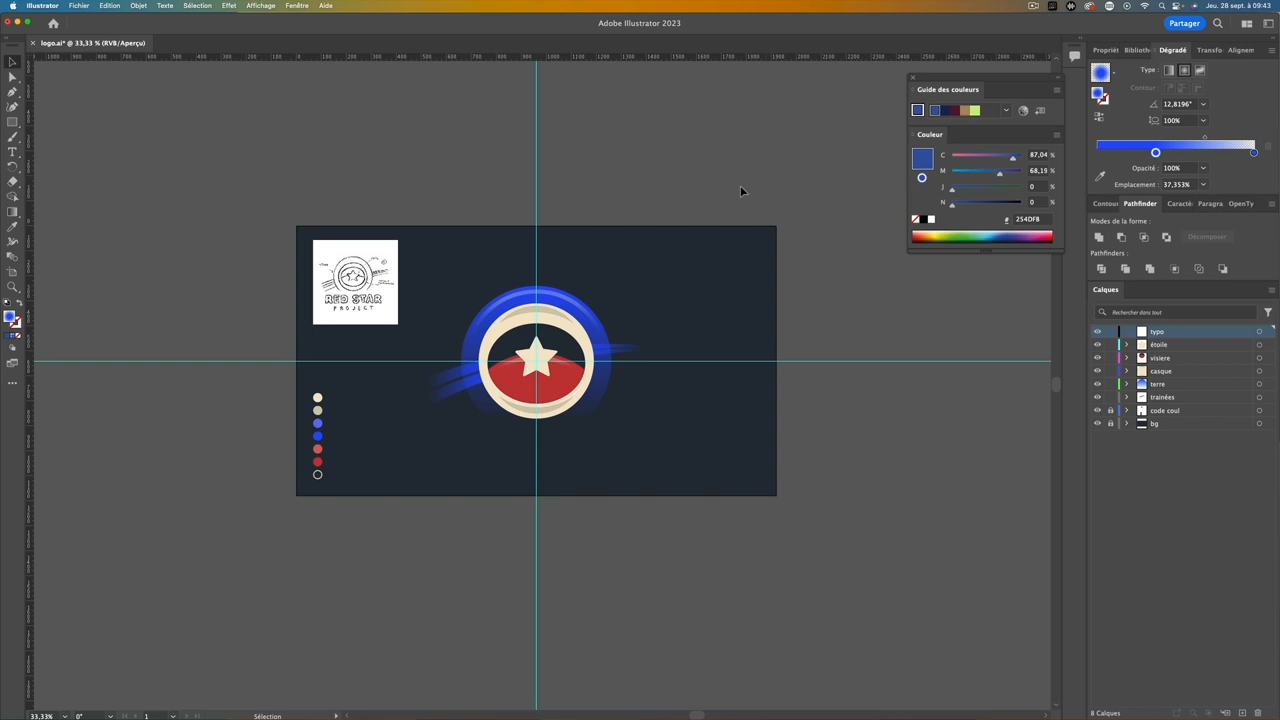 Illustrator Fichier Edition Objet Texte Sélection Effet Affichage Fenêtre Aide
Jeu. 28 sept. à 09:43
Adobe Illustrator 2023
Partager
logo.ai* @ 33,33 % (RVB/Aperçu)
Propriét Biblioth Dégradé Transfo Alignem
Type :
Contour :
12,8196°
100%
Opacité : 100%
Emplacement : 37,353%
Guide des couleurs
Couleur
C 87,04 %
M 68,19 %
J 0 %
N 0 %
# 254DF8
Contou Pathfinder Caractè Paragra OpenTy
Modes de la forme :
Décomposer
Pathfinders :
Calques
Rechercher dans tout
typo
étoile
visiere
casque
terre
trainées
code coul
bg
RED STAR
PROJECT
33,33% 0° 1 Sélection
8 Calques